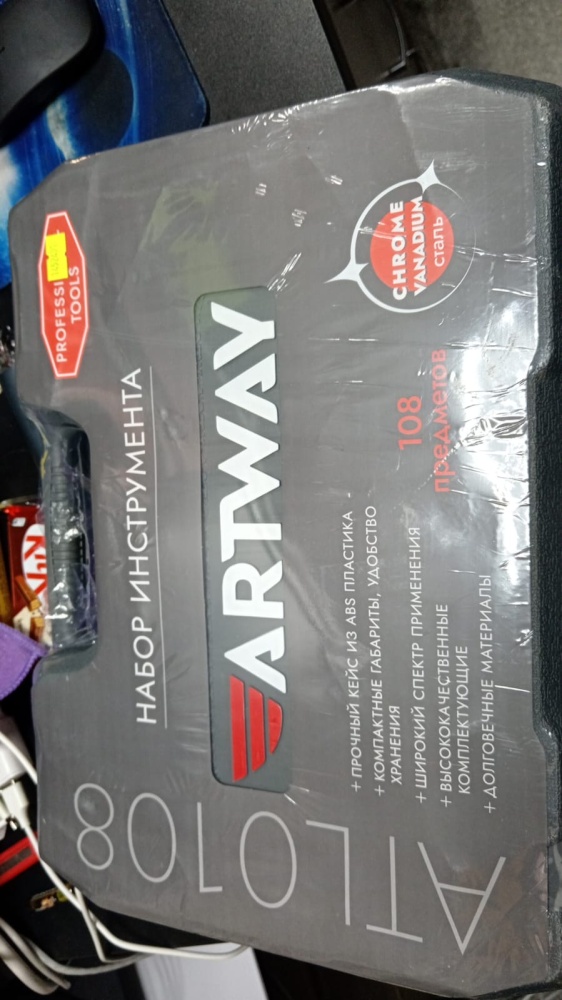 PROFESSI
TOOLS
НАБОР ИНСТРУМЕНТА
ARTWAY
CHROME
VANADIUM
сталь
108
предметов
+ ПРОЧНЫЙ КЕЙС ИЗ ABS ПЛАСТИКА
+ КОМПАКТНЫЕ ГАБАРИТЫ, УДОБСТВО
ХРАНЕНИЯ
+ ШИРОКИЙ СПЕКТР ПРИМЕНЕНИЯ
+ ВЫСОКОКАЧЕСТВЕННЫЕ
КОМПЛЕКТУЮЩИЕ
+ ДОЛГОВЕЧНЫЕ МАТЕРИАЛЫ
ATL0108